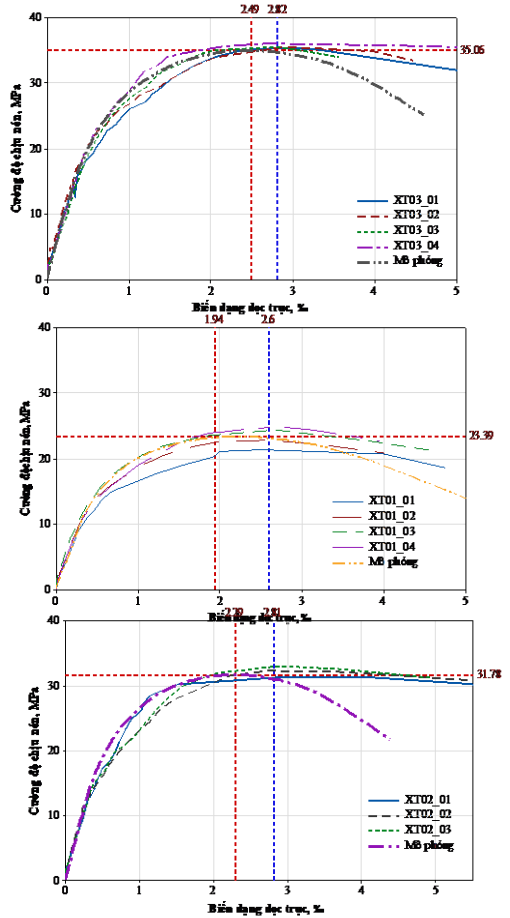 2.49
35.06
Cường độ chịu nén, MPa
40
30
20
10
0
XT03_01
XT03_02
XT03_03
XT03_04
Mô phỏng
0 1 2 3 4 5
Biến dạng dọc trục, ‰
1.94 2.6
23.39
Cường độ chịu nén, MPa
40
30
20
10
0
XT01_01
XT01_02
XT01_03
XT01_04
Mô phỏng
0 1 2 3 4 5
Biến dạng dọc trục, ‰
31.78
Cường độ chịu nén, MPa
40
30
20
10
0
XT02_01
XT02_02
XT02_03
Mô phỏng
0 1 2 3 4 5
Biến dạng dọc trục, ‰